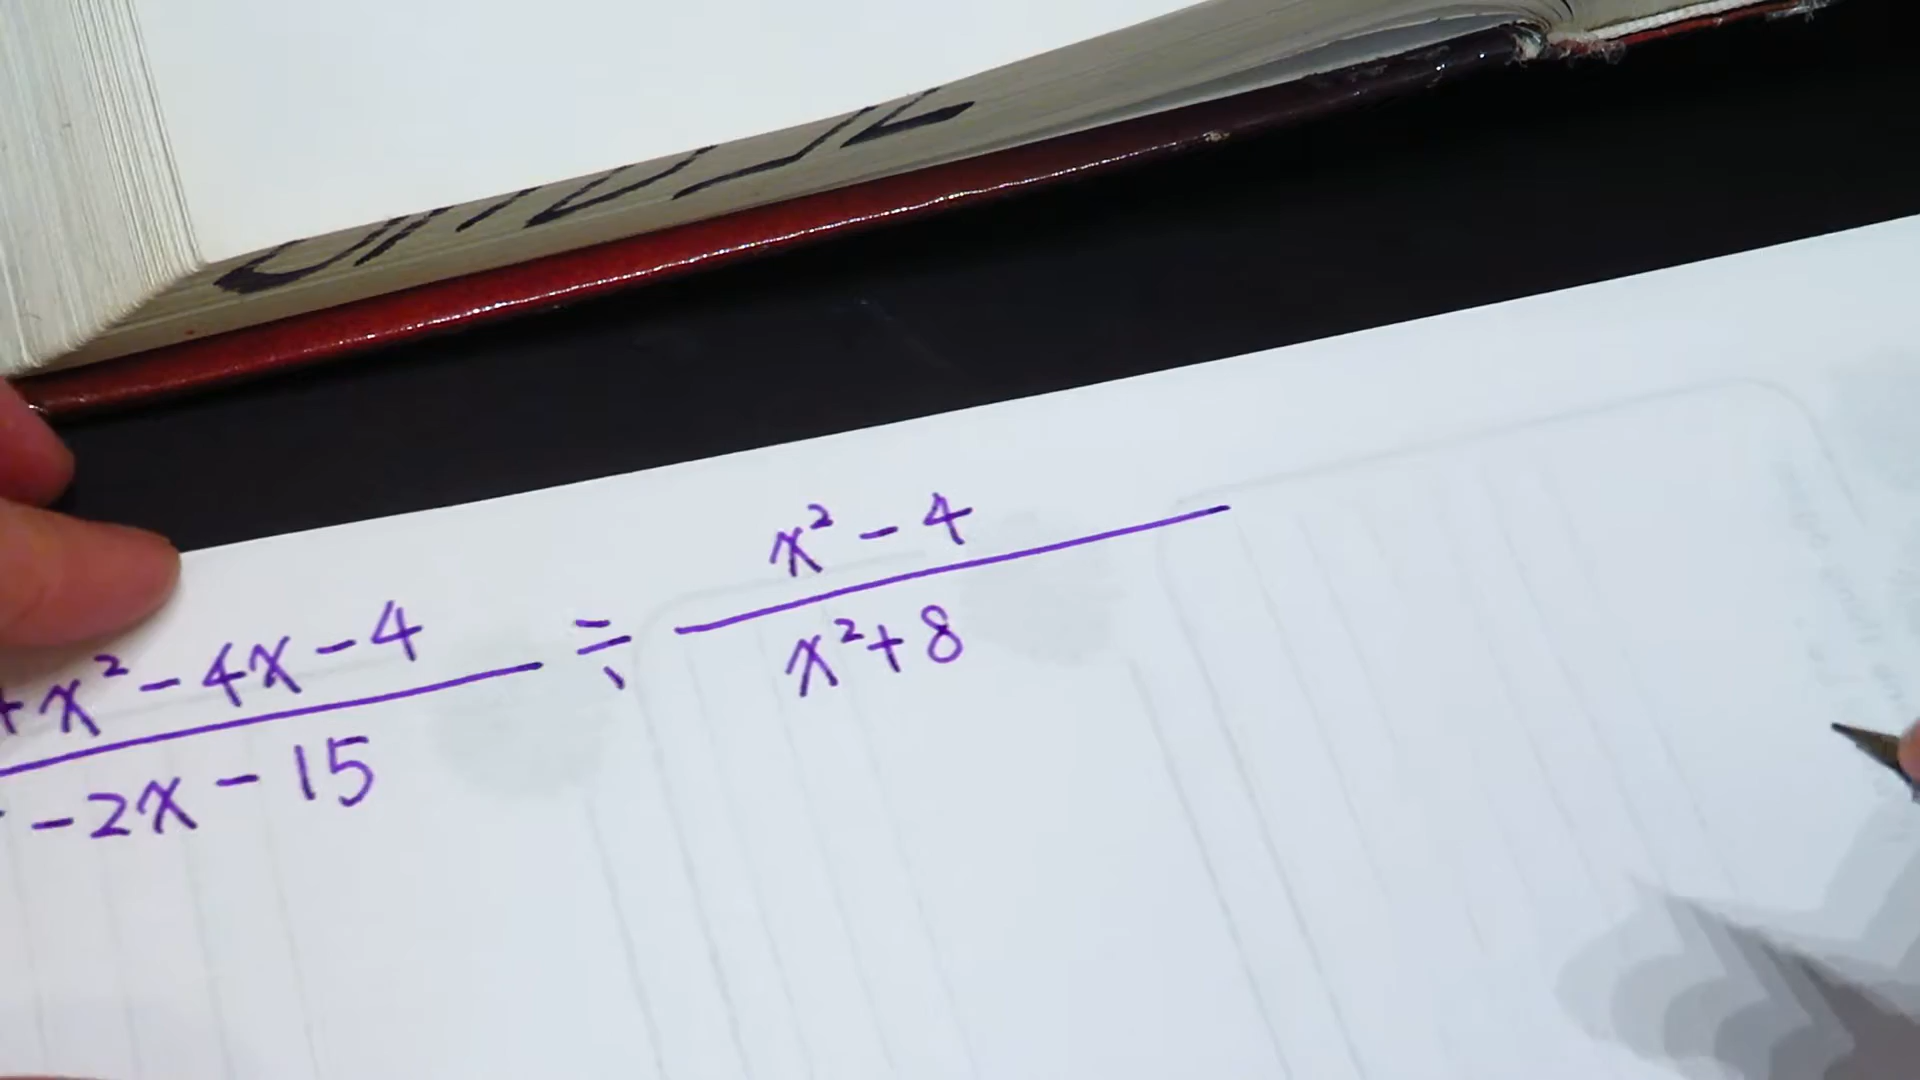 + x² - 4x - 4
- 2x - 15
÷
x² - 4
x² + 8